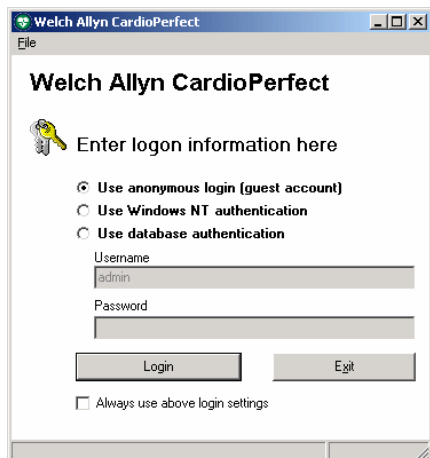 Welch Allyn CardioPerfect
File
Welch Allyn CardioPerfect
Enter logon information here
Use anonymous login (guest account)
Use Windows NT authentication
Use database authentication
Username
admin
Password
Login Exit
Always use above login settings